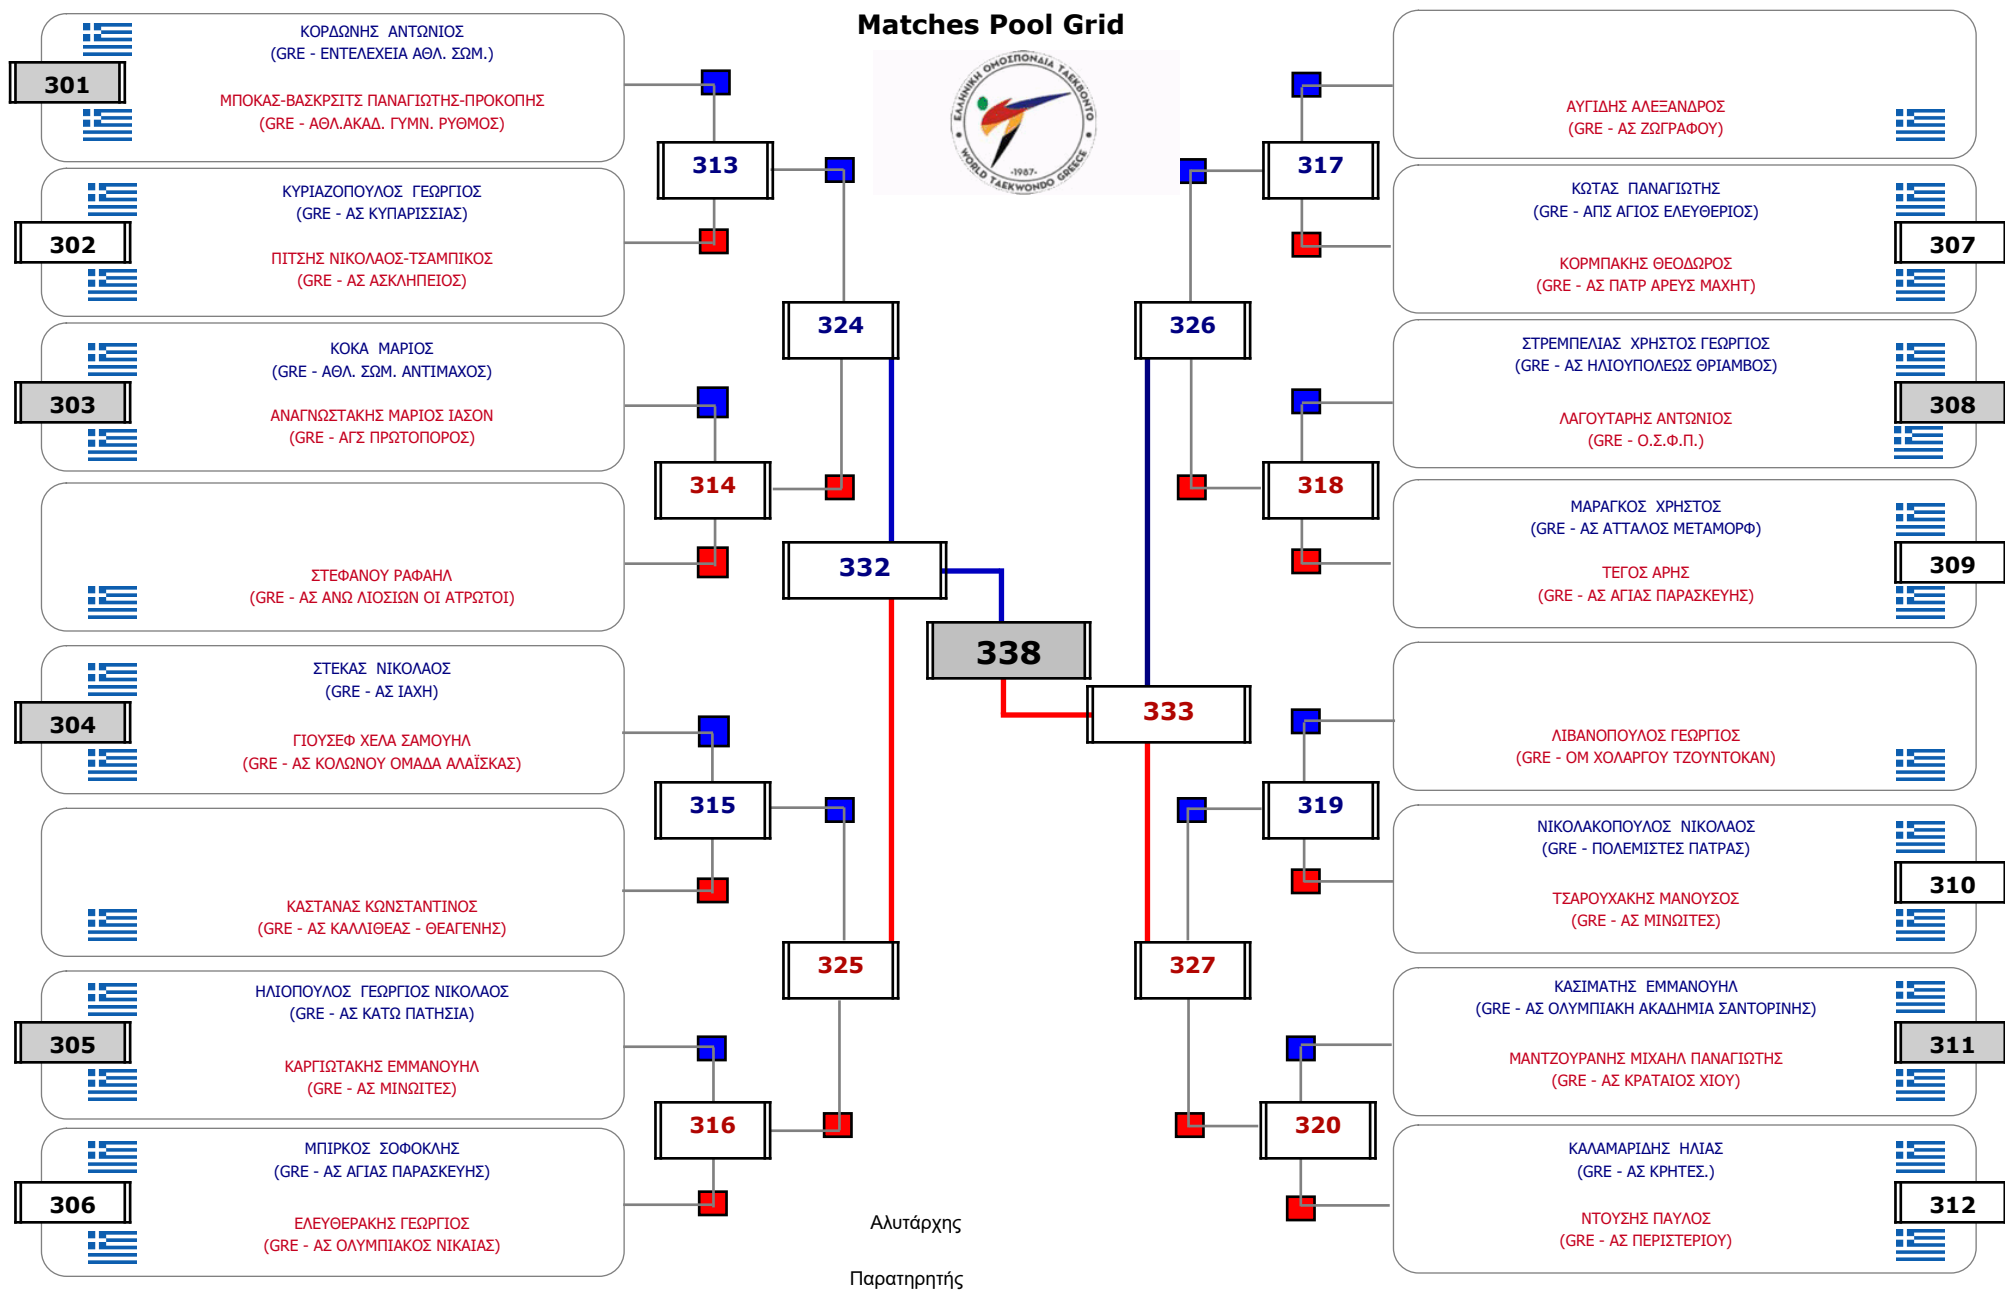 Matches Pool Grid
ΕΛΛΗΝΙΚΗ ΟΜΟΣΠΟΝΔΙΑ ΤΑΕΚΒΟΝΤΟ
WORLD TAEKWONDO GREECE
-1987-
ΚΟΡΔΩΝΗΣ ΑΝΤΩΝΙΟΣ
(GRE - ΕΝΤΕΛΕΧΕΙΑ ΑΘΛ. ΣΩΜ.)
301
ΜΠΟΚΑΣ-ΒΑΣΚΡΣΙΤΣ ΠΑΝΑΓΙΩΤΗΣ-ΠΡΟΚΟΠΗΣ
(GRE - ΑΘΛ.ΑΚΑΔ. ΓΥΜΝ. ΡΥΘΜΟΣ)
ΚΥΡΙΑΖΟΠΟΥΛΟΣ ΓΕΩΡΓΙΟΣ
(GRE - ΑΣ ΚΥΠΑΡΙΣΣΙΑΣ)
302
ΠΙΤΣΗΣ ΝΙΚΟΛΑΟΣ-ΤΣΑΜΠΙΚΟΣ
(GRE - ΑΣ ΑΣΚΛΗΠΕΙΟΣ)
ΚΟΚΑ ΜΑΡΙΟΣ
(GRE - ΑΘΛ. ΣΩΜ. ΑΝΤΙΜΑΧΟΣ)
303
ΑΝΑΓΝΩΣΤΑΚΗΣ ΜΑΡΙΟΣ ΙΑΣΟΝ
(GRE - ΑΓΣ ΠΡΩΤΟΠΟΡΟΣ)
ΣΤΕΦΑΝΟΥ ΡΑΦΑΗΛ
(GRE - ΑΣ ΑΝΩ ΛΙΟΣΙΩΝ ΟΙ ΑΤΡΩΤΟΙ)
ΣΤΕΚΑΣ ΝΙΚΟΛΑΟΣ
(GRE - ΑΣ ΙΑΧΗ)
304
ΓΙΟΥΣΕΦ ΧΕΛΑ ΣΑΜΟΥΗΛ
(GRE - ΑΣ ΚΟΛΩΝΟΥ ΟΜΑΔΑ ΑΛΑΪΣΚΑΣ)
ΚΑΣΤΑΝΑΣ ΚΩΝΣΤΑΝΤΙΝΟΣ
(GRE - ΑΣ ΚΑΛΛΙΘΕΑΣ - ΘΕΑΓΕΝΗΣ)
ΗΛΙΟΠΟΥΛΟΣ ΓΕΩΡΓΙΟΣ ΝΙΚΟΛΑΟΣ
(GRE - ΑΣ ΚΑΤΩ ΠΑΤΗΣΙΑ)
305
ΚΑΡΓΙΩΤΑΚΗΣ ΕΜΜΑΝΟΥΗΛ
(GRE - ΑΣ ΜΙΝΩΙΤΕΣ)
ΜΠΙΡΚΟΣ ΣΟΦΟΚΛΗΣ
(GRE - ΑΣ ΑΓΙΑΣ ΠΑΡΑΣΚΕΥΗΣ)
306
ΕΛΕΥΘΕΡΑΚΗΣ ΓΕΩΡΓΙΟΣ
(GRE - ΑΣ ΟΛΥΜΠΙΑΚΟΣ ΝΙΚΑΙΑΣ)
313
314
315
316
324
325
332
338
333
326
327
317
318
319
320
ΑΥΓΙΔΗΣ ΑΛΕΞΑΝΔΡΟΣ
(GRE - ΑΣ ΖΩΓΡΑΦΟΥ)
ΚΩΤΑΣ ΠΑΝΑΓΙΩΤΗΣ
(GRE - ΑΠΣ ΑΓΙΟΣ ΕΛΕΥΘΕΡΙΟΣ)
307
ΚΟΡΜΠΑΚΗΣ ΘΕΟΔΩΡΟΣ
(GRE - ΑΣ ΠΑΤΡ ΑΡΕΥΣ ΜΑΧΗΤ)
ΣΤΡΕΜΠΕΛΙΑΣ ΧΡΗΣΤΟΣ ΓΕΩΡΓΙΟΣ
(GRE - ΑΣ ΗΛΙΟΥΠΟΛΕΩΣ ΘΡΙΑΜΒΟΣ)
308
ΛΑΓΟΥΤΑΡΗΣ ΑΝΤΩΝΙΟΣ
(GRE - Ο.Σ.Φ.Π.)
ΜΑΡΑΓΚΟΣ ΧΡΗΣΤΟΣ
(GRE - ΑΣ ΑΤΤΑΛΟΣ ΜΕΤΑΜΟΡΦ)
309
ΤΕΓΟΣ ΑΡΗΣ
(GRE - ΑΣ ΑΓΙΑΣ ΠΑΡΑΣΚΕΥΗΣ)
ΛΙΒΑΝΟΠΟΥΛΟΣ ΓΕΩΡΓΙΟΣ
(GRE - ΟΜ ΧΟΛΑΡΓΟΥ ΤΖΟΥΝΤΟΚΑΝ)
ΝΙΚΟΛΑΚΟΠΟΥΛΟΣ ΝΙΚΟΛΑΟΣ
(GRE - ΠΟΛΕΜΙΣΤΕΣ ΠΑΤΡΑΣ)
310
ΤΣΑΡΟΥΧΑΚΗΣ ΜΑΝΟΥΣΟΣ
(GRE - ΑΣ ΜΙΝΩΙΤΕΣ)
ΚΑΣΙΜΑΤΗΣ ΕΜΜΑΝΟΥΗΛ
(GRE - ΑΣ ΟΛΥΜΠΙΑΚΗ ΑΚΑΔΗΜΙΑ ΣΑΝΤΟΡΙΝΗΣ)
311
ΜΑΝΤΖΟΥΡΑΝΗΣ ΜΙΧΑΗΛ ΠΑΝΑΓΙΩΤΗΣ
(GRE - ΑΣ ΚΡΑΤΑΙΟΣ ΧΙΟΥ)
ΚΑΛΑΜΑΡΙΔΗΣ ΗΛΙΑΣ
(GRE - ΑΣ ΚΡΗΤΕΣ.)
312
ΝΤΟΥΣΗΣ ΠΑΥΛΟΣ
(GRE - ΑΣ ΠΕΡΙΣΤΕΡΙΟΥ)
Αλυτάρχης
Παρατηρητής